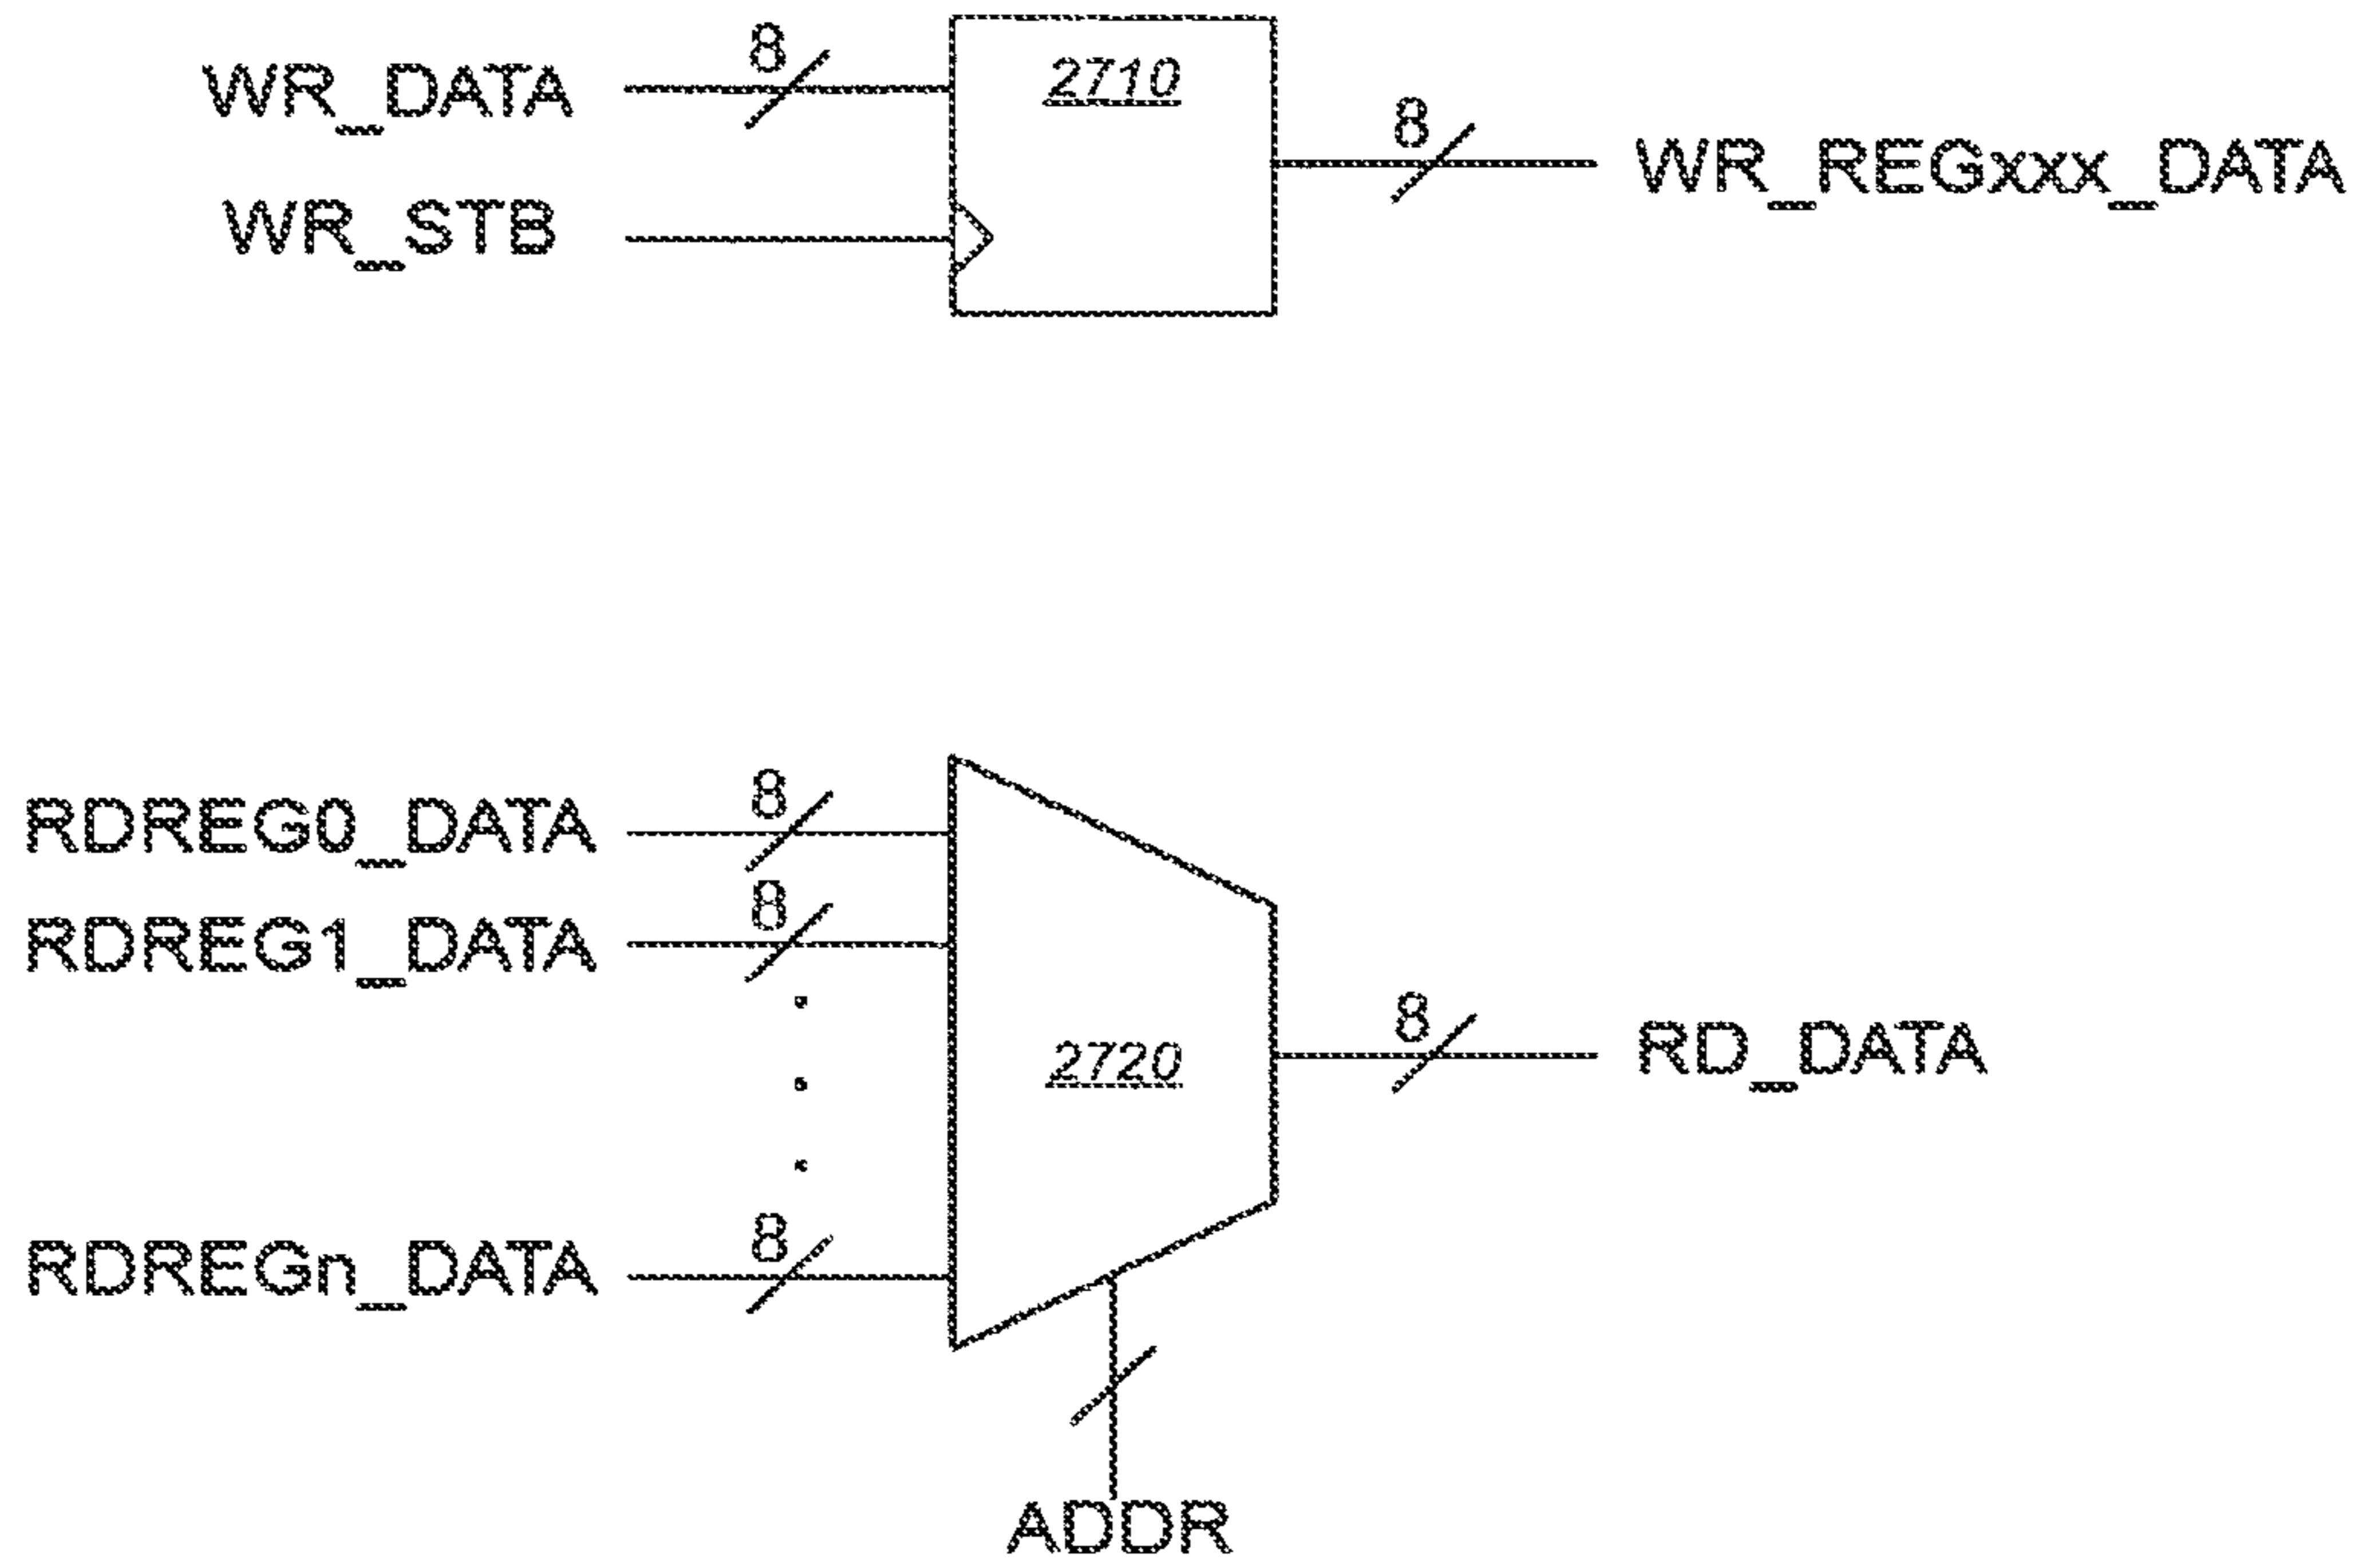 WR_DATA 8 2710
8 WR_REGxxx_DATA
WR_STB
RDREG0_DATA 8
RDREG1_DATA 8
2720 8 RD_DATA
RDREGn_DATA 8
ADDR